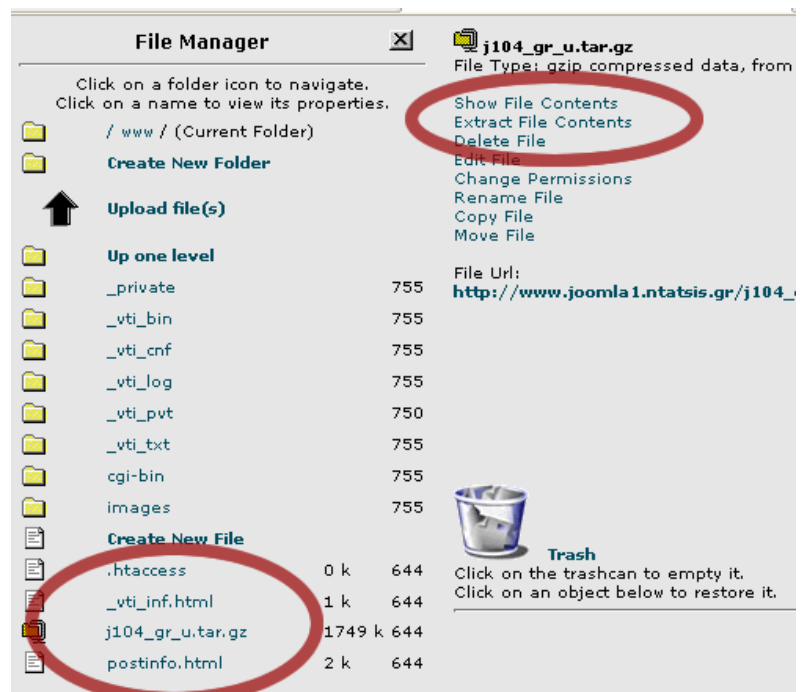 File Manager
Click on a folder icon to navigate.
Click on a name to view its properties.
/ www / (Current Folder)
Create New Folder
Upload file(s)
Up one level
_private 755
_vti_bin 755
_vti_cnf 755
_vti_log 755
_vti_pvt 750
_vti_txt 755
cgi-bin 755
images 755
Create New File
.htaccess 0 k 644
_vti_inf.html 1 k 644
j104_gr_u.tar.gz 1749 k 644
postinfo.html 2 k 644
j104_gr_u.tar.gz
File Type: gzip compressed data, from
Show File Contents
Extract File Contents
Delete File
Edit File
Change Permissions
Rename File
Copy File
Move File
File Url:
http://www.joomla1.ntatsis.gr/j104_
Trash
Click on the trashcan to empty it.
Click on an object below to restore it.